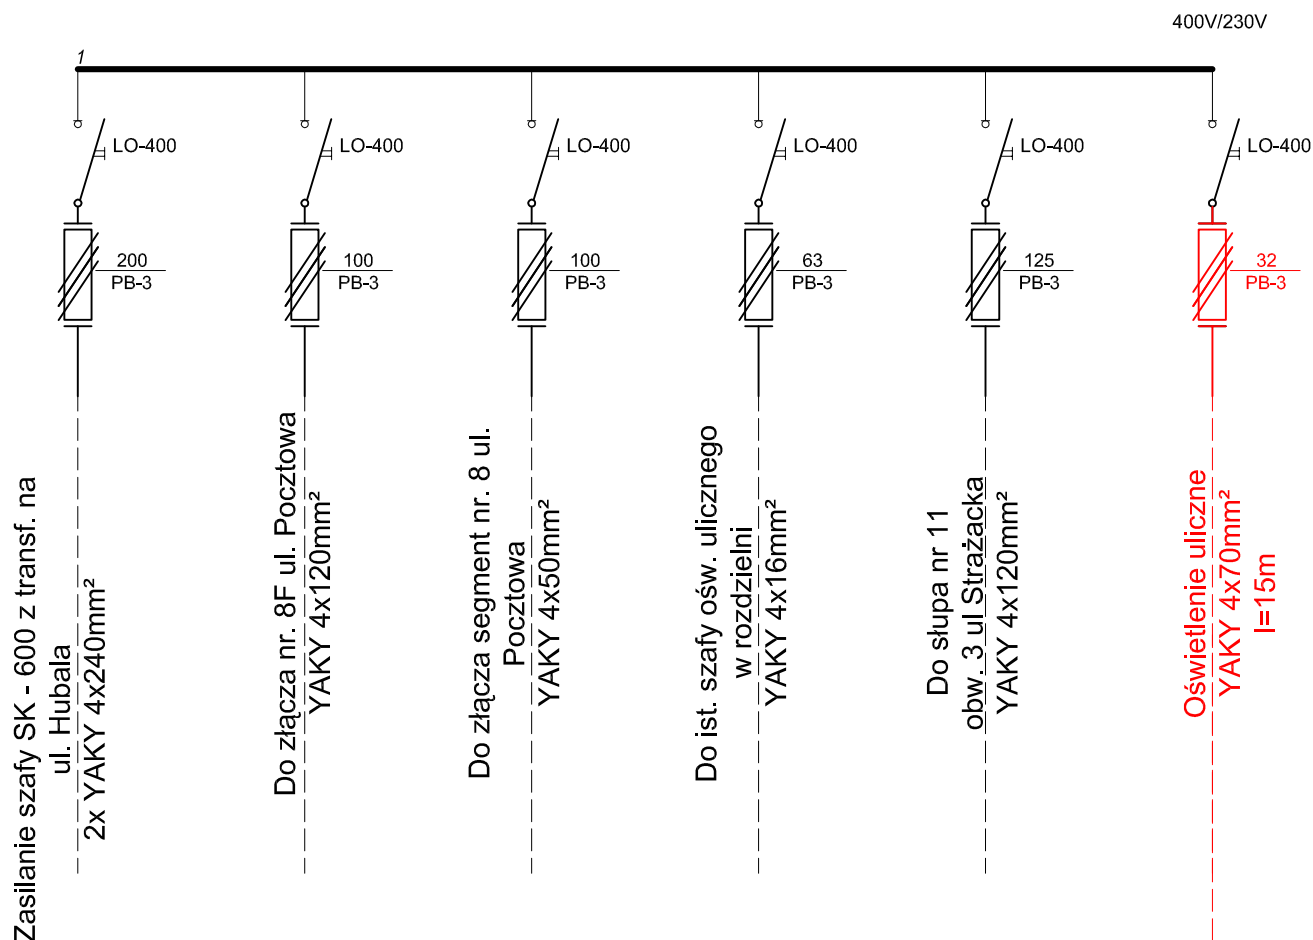 400V/230V
1
LO-400
LO-400
LO-400
LO-400
LO-400
LO-400
200
PB-3
100
PB-3
100
PB-3
63
PB-3
125
PB-3
32
PB-3
Zasilanie szafy SK - 600 z transf. na
ul. Hubala
2x YAKY 4x240mm²
Do złącza nr. 8F ul. Pocztowa
YAKY 4x120mm²
Do złącza segment nr. 8 ul.
Pocztowa
YAKY 4x50mm²
Do ist. szafy ośw. ulicznego
w rozdzielni
YAKY 4x16mm²
Do słupa nr 11
obw. 3 ul Strażacka
YAKY 4x120mm²
Oświetlenie uliczne
YAKY 4x70mm²
l=15m